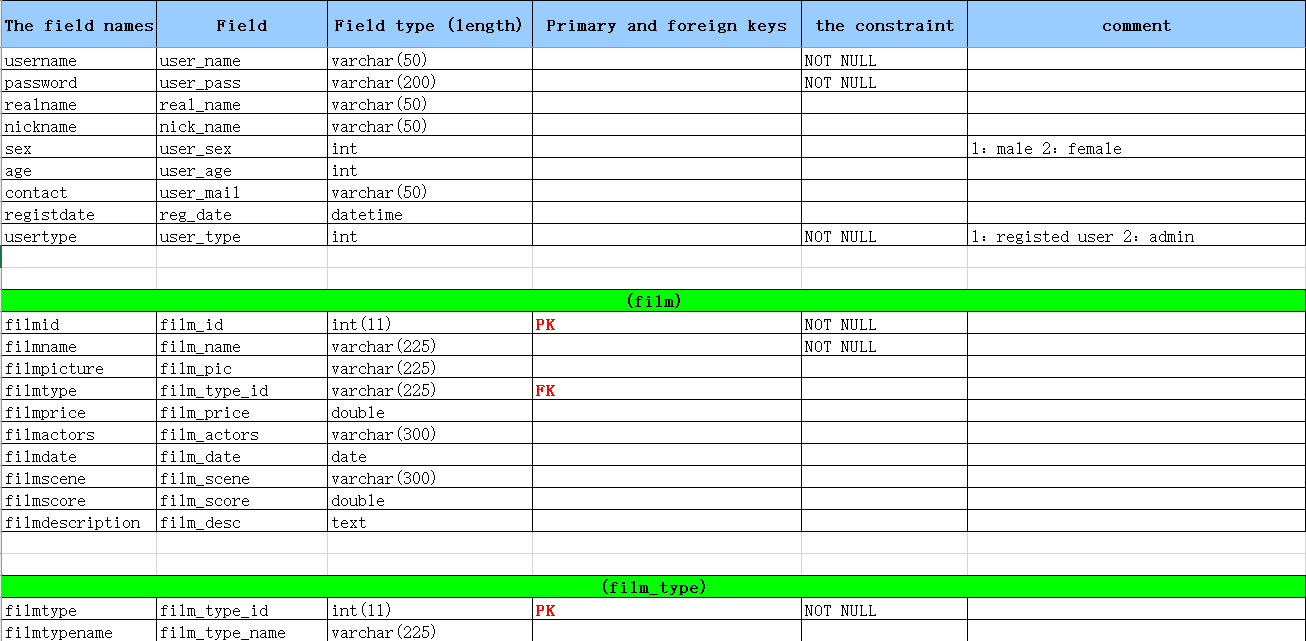 The field names Field Field type (length) Primary and foreign keys the constraint comment
username user_name varchar(50) NOT NULL
password user_pass varchar(200) NOT NULL
realname real_name varchar(50)
nickname nick_name varchar(50)
sex user_sex int 1：male 2：female
age user_age int
contact user_mail varchar(50)
registdate reg_date datetime
usertype user_type int NOT NULL 1：registed user 2：admin
(film)
filmid film_id int(11) PK NOT NULL
filmname film_name varchar(225) NOT NULL
filmpicture film_pic varchar(225)
filmtype film_type_id varchar(225) FK
filmprice film_price double
filmactors film_actors varchar(300)
filmdate film_date date
filmscene film_scene varchar(300)
filmscore film_score double
filmdescription film_desc text
(film_type)
filmtype film_type_id int(11) PK NOT NULL
filmtypename film_type_name varchar(225)